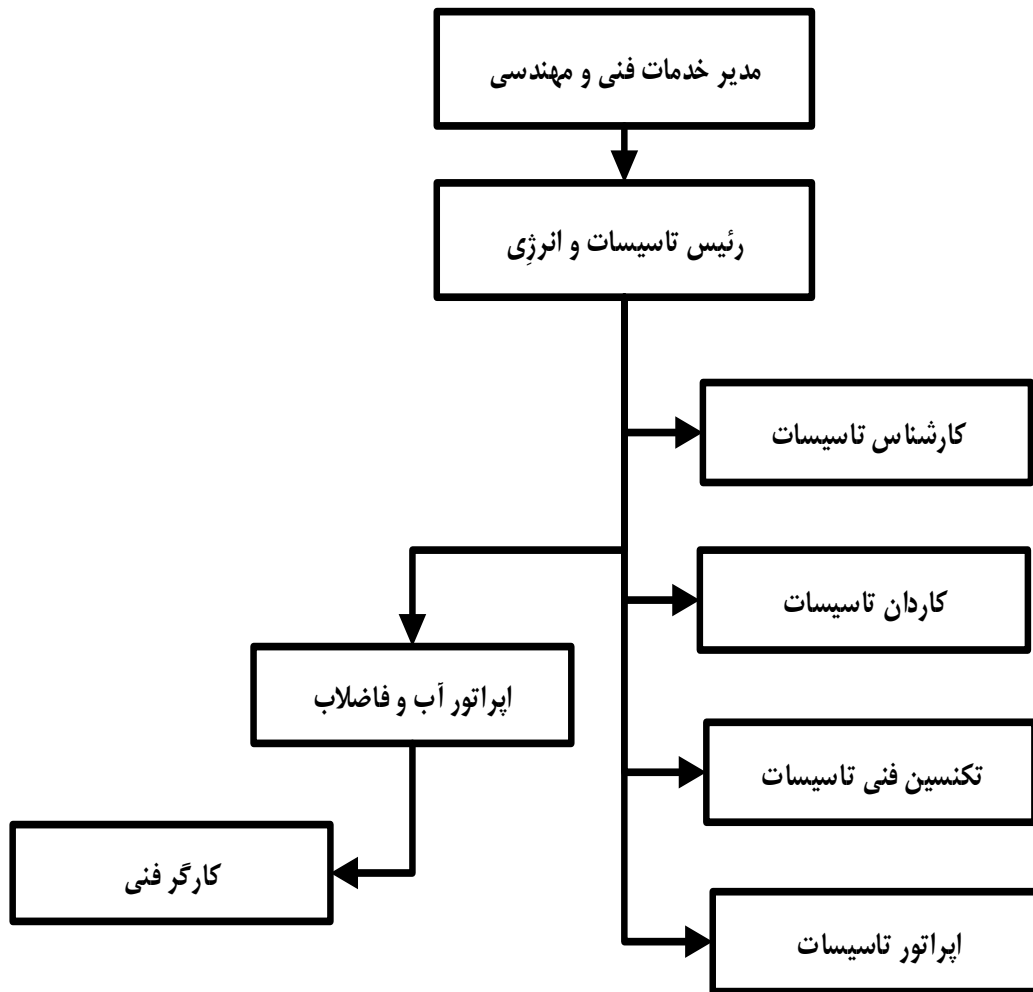 مدیر خدمات فنی و مهندسی
رئیس تاسیسات و انرژِی
کارشناس تاسیسات
کاردان تاسیسات
اپراتور آب و فاضلاب
تکنسین فنی تاسیسات
کارگر فنی
اپراتور تاسیسات